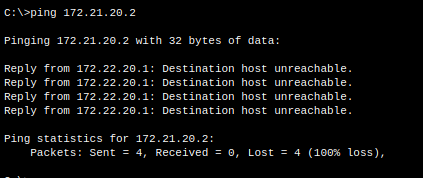 C:\>ping 172.21.20.2
Pinging 172.21.20.2 with 32 bytes of data:
Reply from 172.22.20.1: Destination host unreachable.
Reply from 172.22.20.1: Destination host unreachable.
Reply from 172.22.20.1: Destination host unreachable.
Reply from 172.22.20.1: Destination host unreachable.
Ping statistics for 172.21.20.2:
    Packets: Sent = 4, Received = 0, Lost = 4 (100% loss),